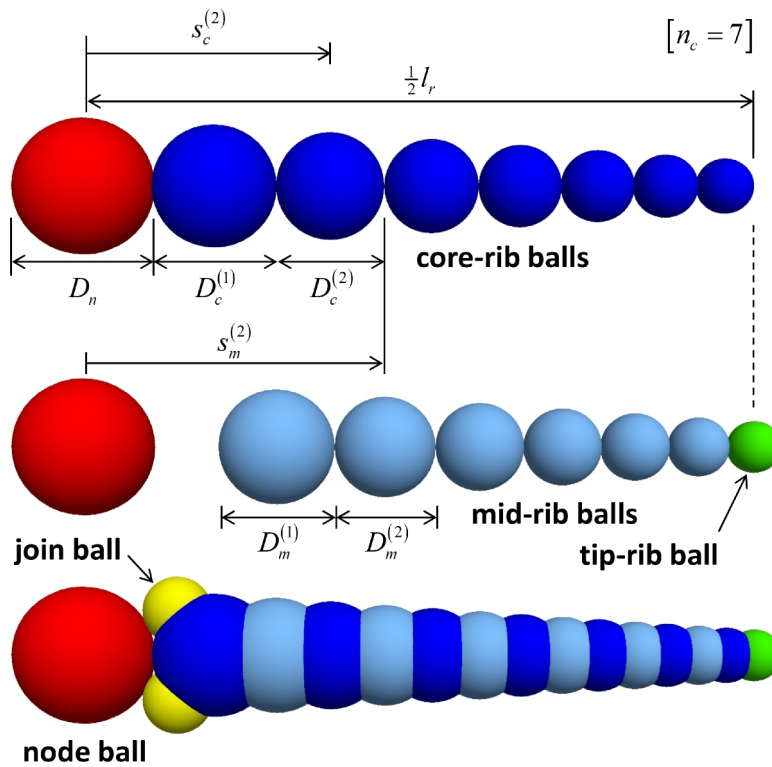 s_c^{(2)}
[n_c = 7]
½ l_r
core-rib balls
D_n
D_c^{(1)}
D_c^{(2)}
s_m^{(2)}
mid-rib balls
D_m^{(1)}
D_m^{(2)}
tip-rib ball
join ball
node ball